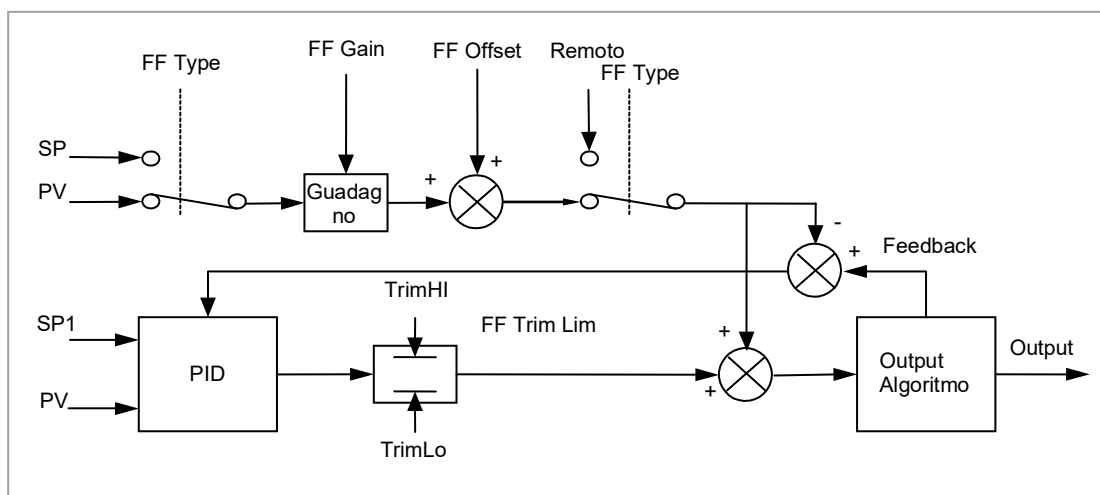 FF Gain
FF Offset
Remoto
FF Type
FF Type
SP
+
PV
+
Guadag
no
-
+
Feedback
TrimHI
SP1
FF Trim Lim
+
PID
Output
Algoritmo
Output
+
PV
TrimLo